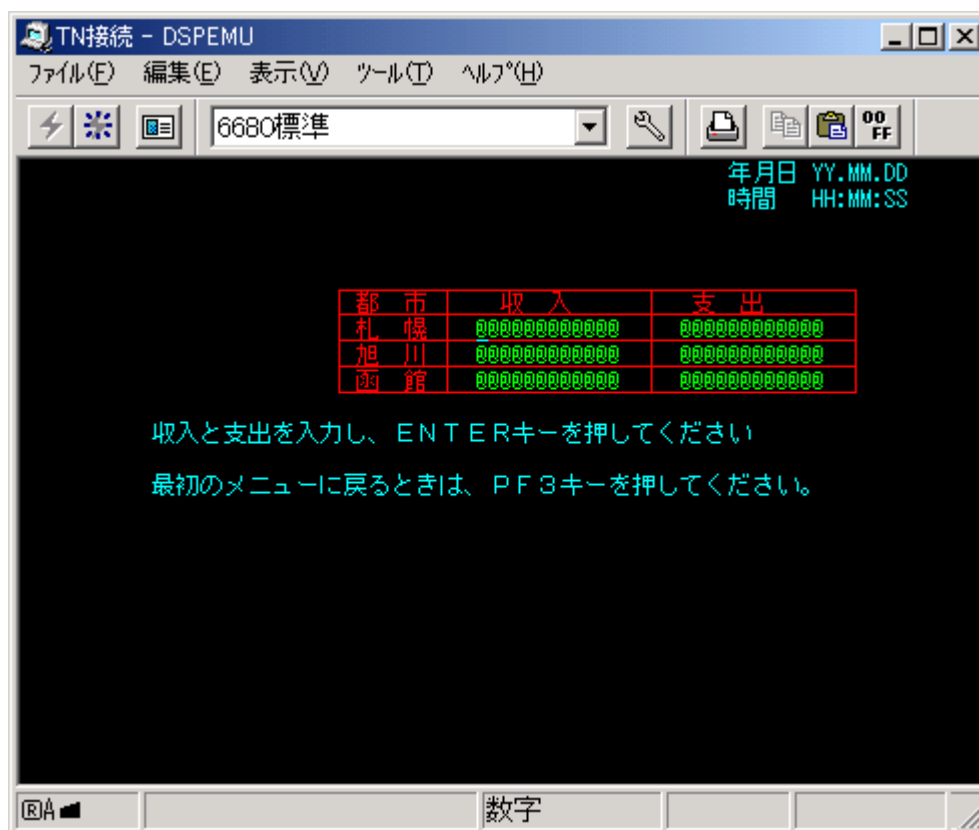 TN接続 - DSPEMU
ファイル(F) 編集(E) 表示(V) ツール(T) ヘルプ(H)
6680標準
00
FF
年月日 YY.MM.DD
時間 HH:MM:SS
都 市 収 入 支 出
札 幌 @@@@@@@@@@@@ @@@@@@@@@@@@
旭 川 @@@@@@@@@@@@ @@@@@@@@@@@@
函 館 @@@@@@@@@@@@ @@@@@@@@@@@@
収入と支出を入力し、ENTERキーを押してください
最初のメニューに戻るときは、PF3キーを押してください。
Ⓡ A 数字